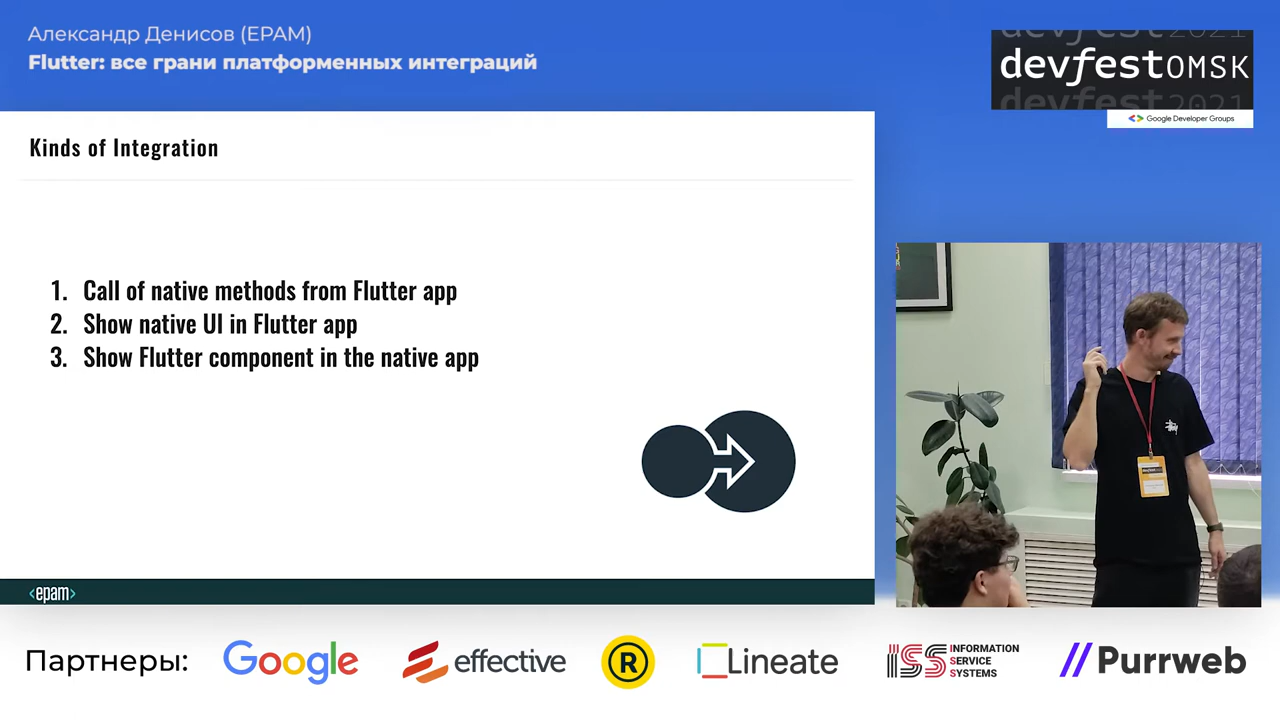 Александр Денисов (EPAM)
Flutter: все грани платформенных интеграций
devfest2021
devfestOMSK
devfest2021
Google Developer Groups
Kinds of Integration
1. Call of native methods from Flutter app
2. Show native UI in Flutter app
3. Show Flutter component in the native app
<epam>
Партнеры:
Google
effective
R
Lineate
ISS INFORMATION
SERVICE
SYSTEMS
// Purrweb